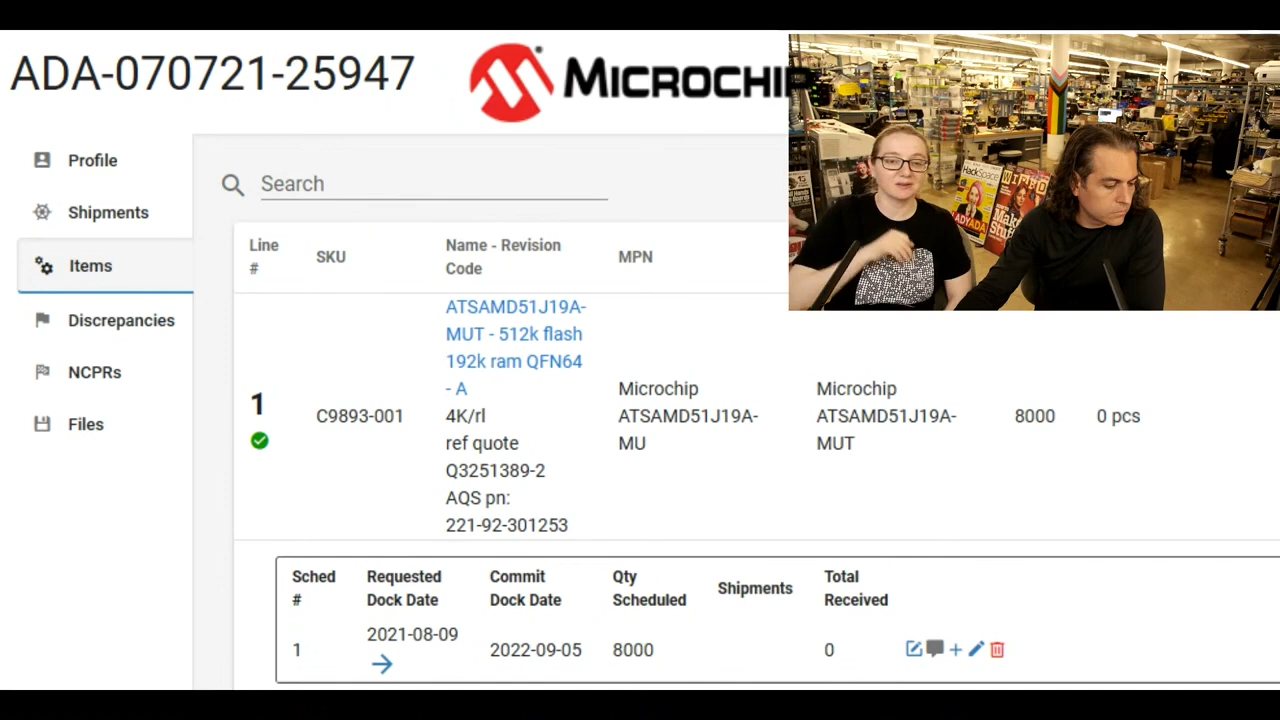 ADA-070721-25947
MICROCHIP
Profile
Shipments
Items
Discrepancies
NCPRs
Files
Search
Line
#
SKU
Name - Revision
Code
MPN
1
C9893-001
ATSAMD51J19A-
MUT - 512k flash
192k ram QFN64
- A
4K/rl
ref quote
Q3251389-2
AQS pn:
221-92-301253
Microchip
ATSAMD51J19A-
MU
Microchip
ATSAMD51J19A-
MUT
8000
0 pcs
Sched
#
Requested
Dock Date
Commit
Dock Date
Qty
Scheduled
Shipments
Total
Received
1
2021-08-09
2022-09-05
8000
0
HackSpace
LADYADA
WIRED